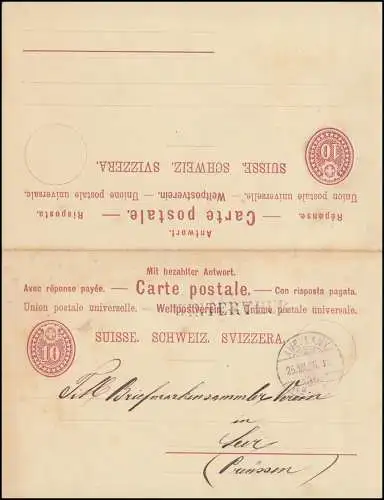 Réponse. — Carte postale. — Risposta.
Antwort.
Union postale universelle. — Weltpostverein. — Unione postale universale.
SUISSE. SCHWEIZ. SVIZZERA.
10
Mit bezahlter Antwort.
Avec réponse payée. — Carte postale. — Con risposta pagata.
Union postale universelle. — Weltpostverein. — Unione postale universale.
SUISSE. SCHWEIZ. SVIZZERA.
10
Briefmarkensammler Verein
in
(Preussen)